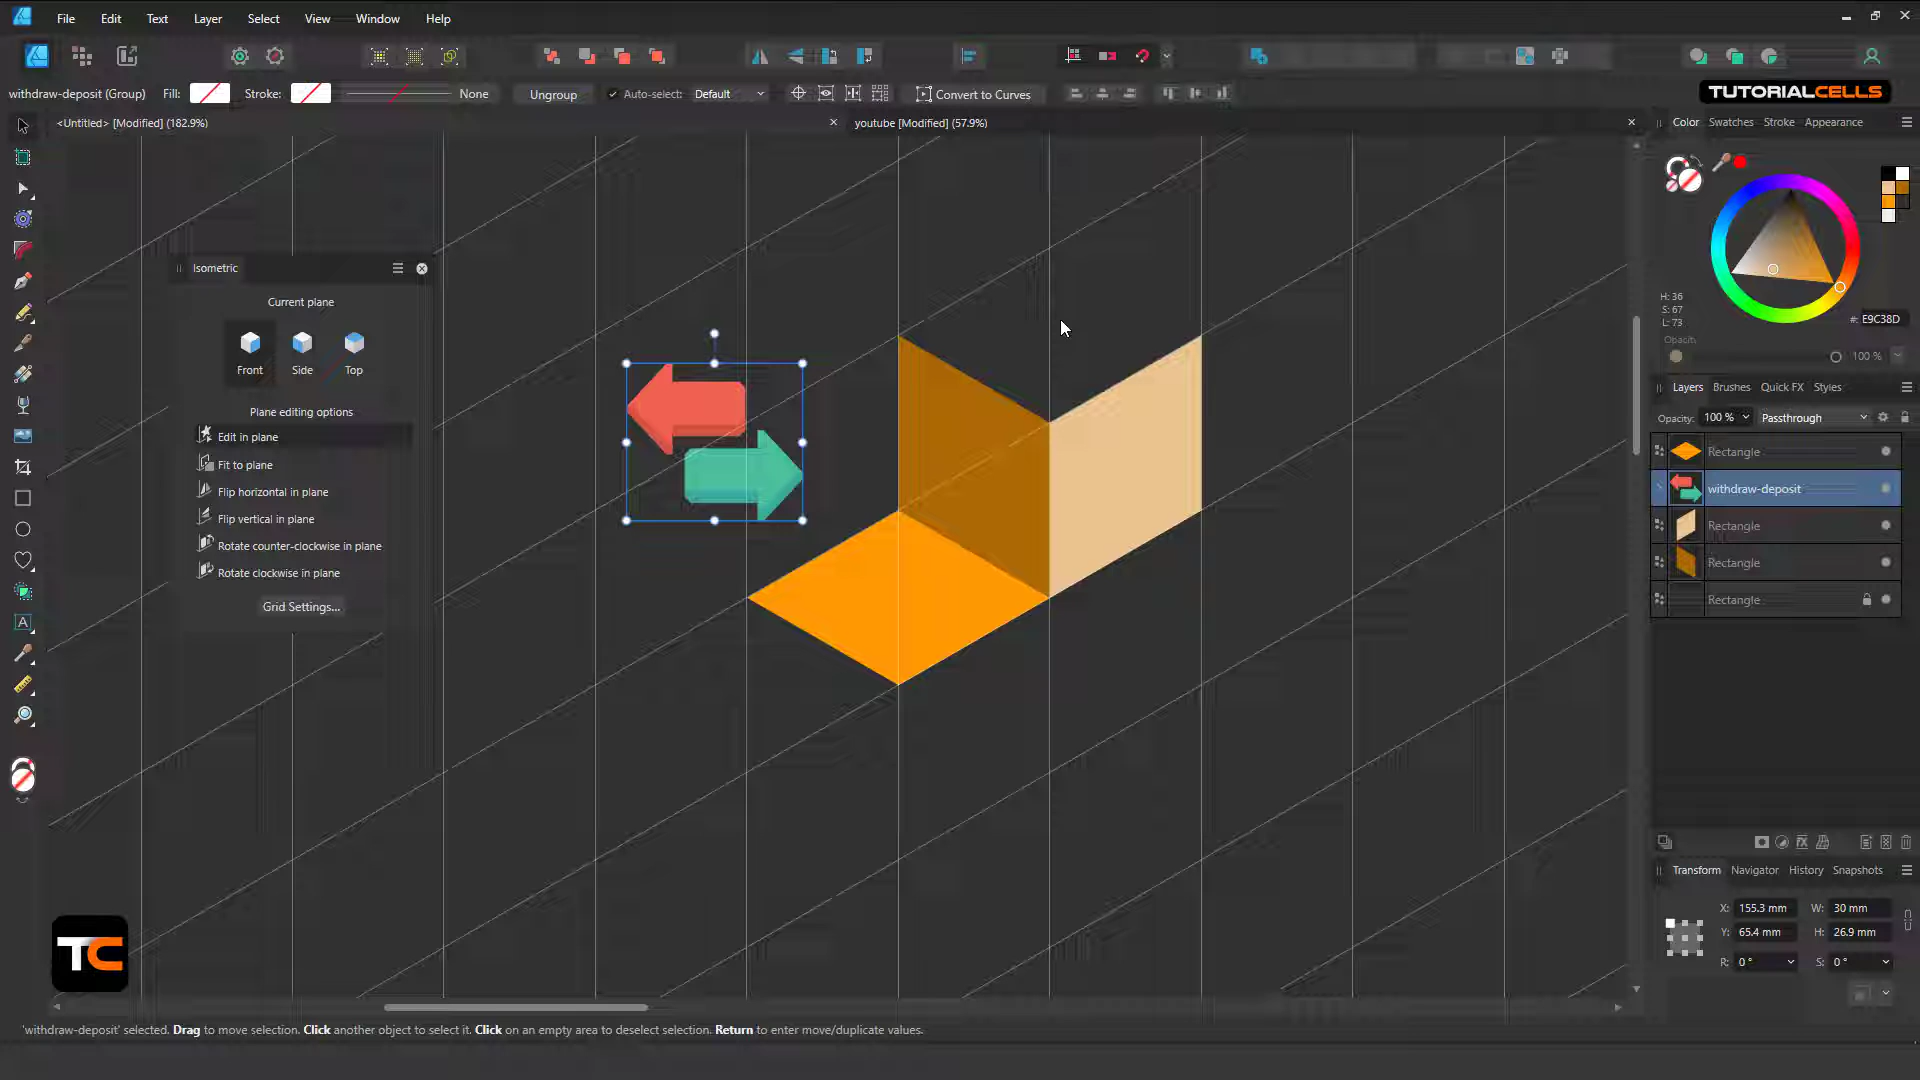 File Edit Text Layer Select View Window Help
withdraw-deposit (Group) Fill: Stroke: None Ungroup Auto-select: Default Convert to Curves
TUTORIALCELLS
<Untitled> [Modified] (182.9%)
youtube [Modified] (57.9%)
Isometric
Current plane
Front Side Top
Plane editing options
Edit in plane
Fit to plane
Flip horizontal in plane
Flip vertical in plane
Rotate counter-clockwise in plane
Rotate clockwise in plane
Grid Settings...
Color Swatches Stroke Appearance
H: 36
S: 67
L: 73
#: E9C38D
Opacity
100 %
Layers Brushes Quick FX Styles
Opacity: 100 % Passthrough
Rectangle
withdraw-deposit
Rectangle
Rectangle
Rectangle
Transform Navigator History Snapshots
X: 155.3 mm W: 30 mm
Y: 65.4 mm H: 26.9 mm
R: 0 ° S: 0 °
TC
'withdraw-deposit' selected. Drag to move selection. Click another object to select it. Click on an empty area to deselect selection. Return to enter move/duplicate values.